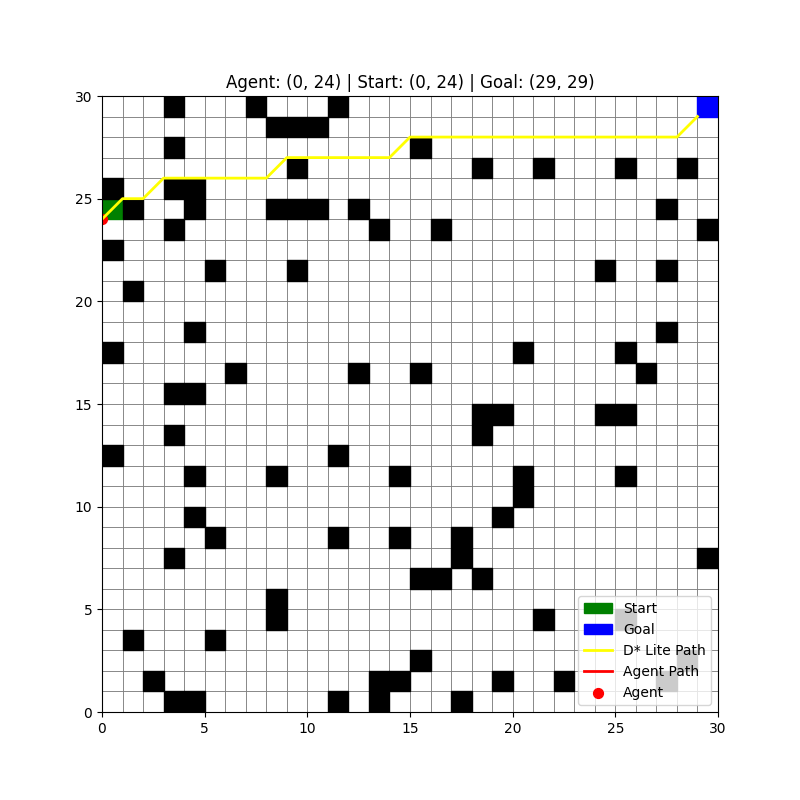 Agent: (0, 24) | Start: (0, 24) | Goal: (29, 29)
30
25
20
15
10
5
0
0 5 10 15 20 25 30
Start
Goal
D* Lite Path
Agent Path
Agent